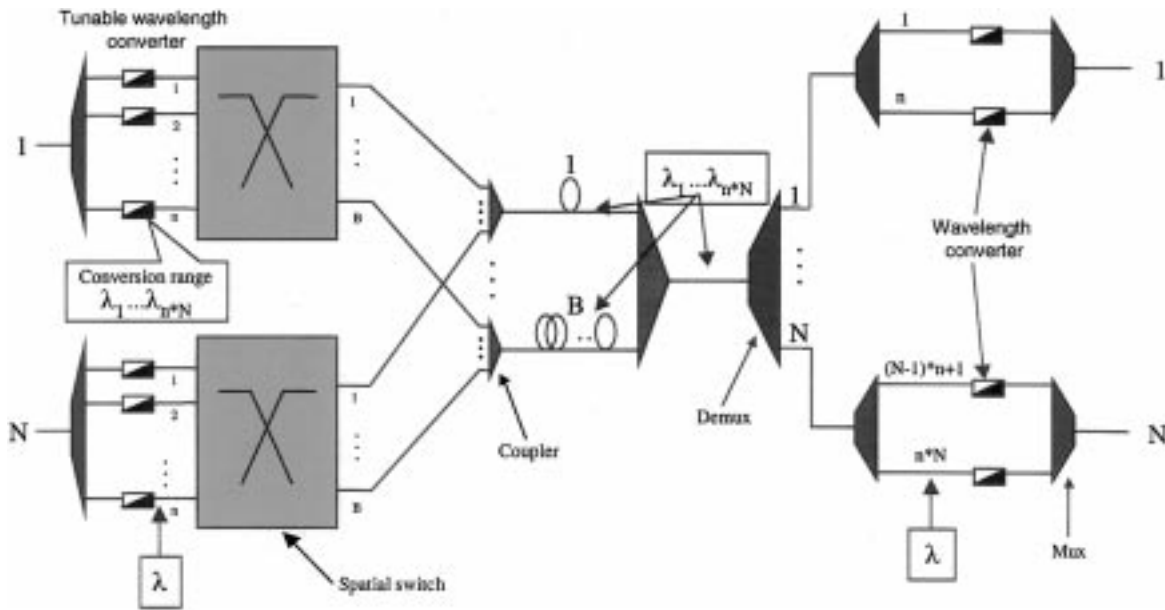 Tunable wavelength
converter
1
2
⋮
n
1
Conversion range
λ1...λn*N
1
⋮
B
1
2
⋮
n
N
λ
Spatial switch
1
⋮
B
Coupler
1
⋮
B
..
λ1...λn*N
1
⋮
N
Demux
1
n
1
Wavelength
converter
(N-1)*n+1
n*N
N
λ
Mux